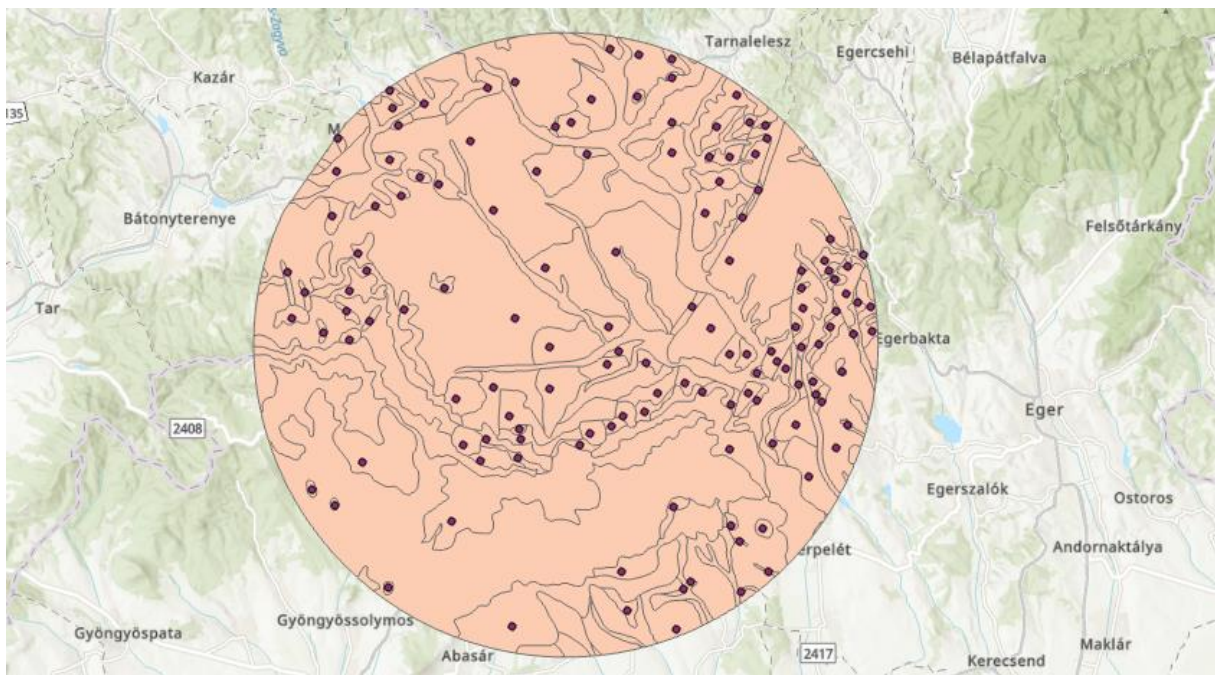 Zagyva
Tarnalelesz
Egercsehi
Bélapátfalva
Kazár
135
M
Bátonyterenye
Felsőtárkány
Tar
Egerbakta
2408
Eger
Egerszalók
Ostoros
erpelét
Andornaktálya
Gyöngyössolymos
Gyöngyöspata
Abasár
2417
Maklár
Kerecsend